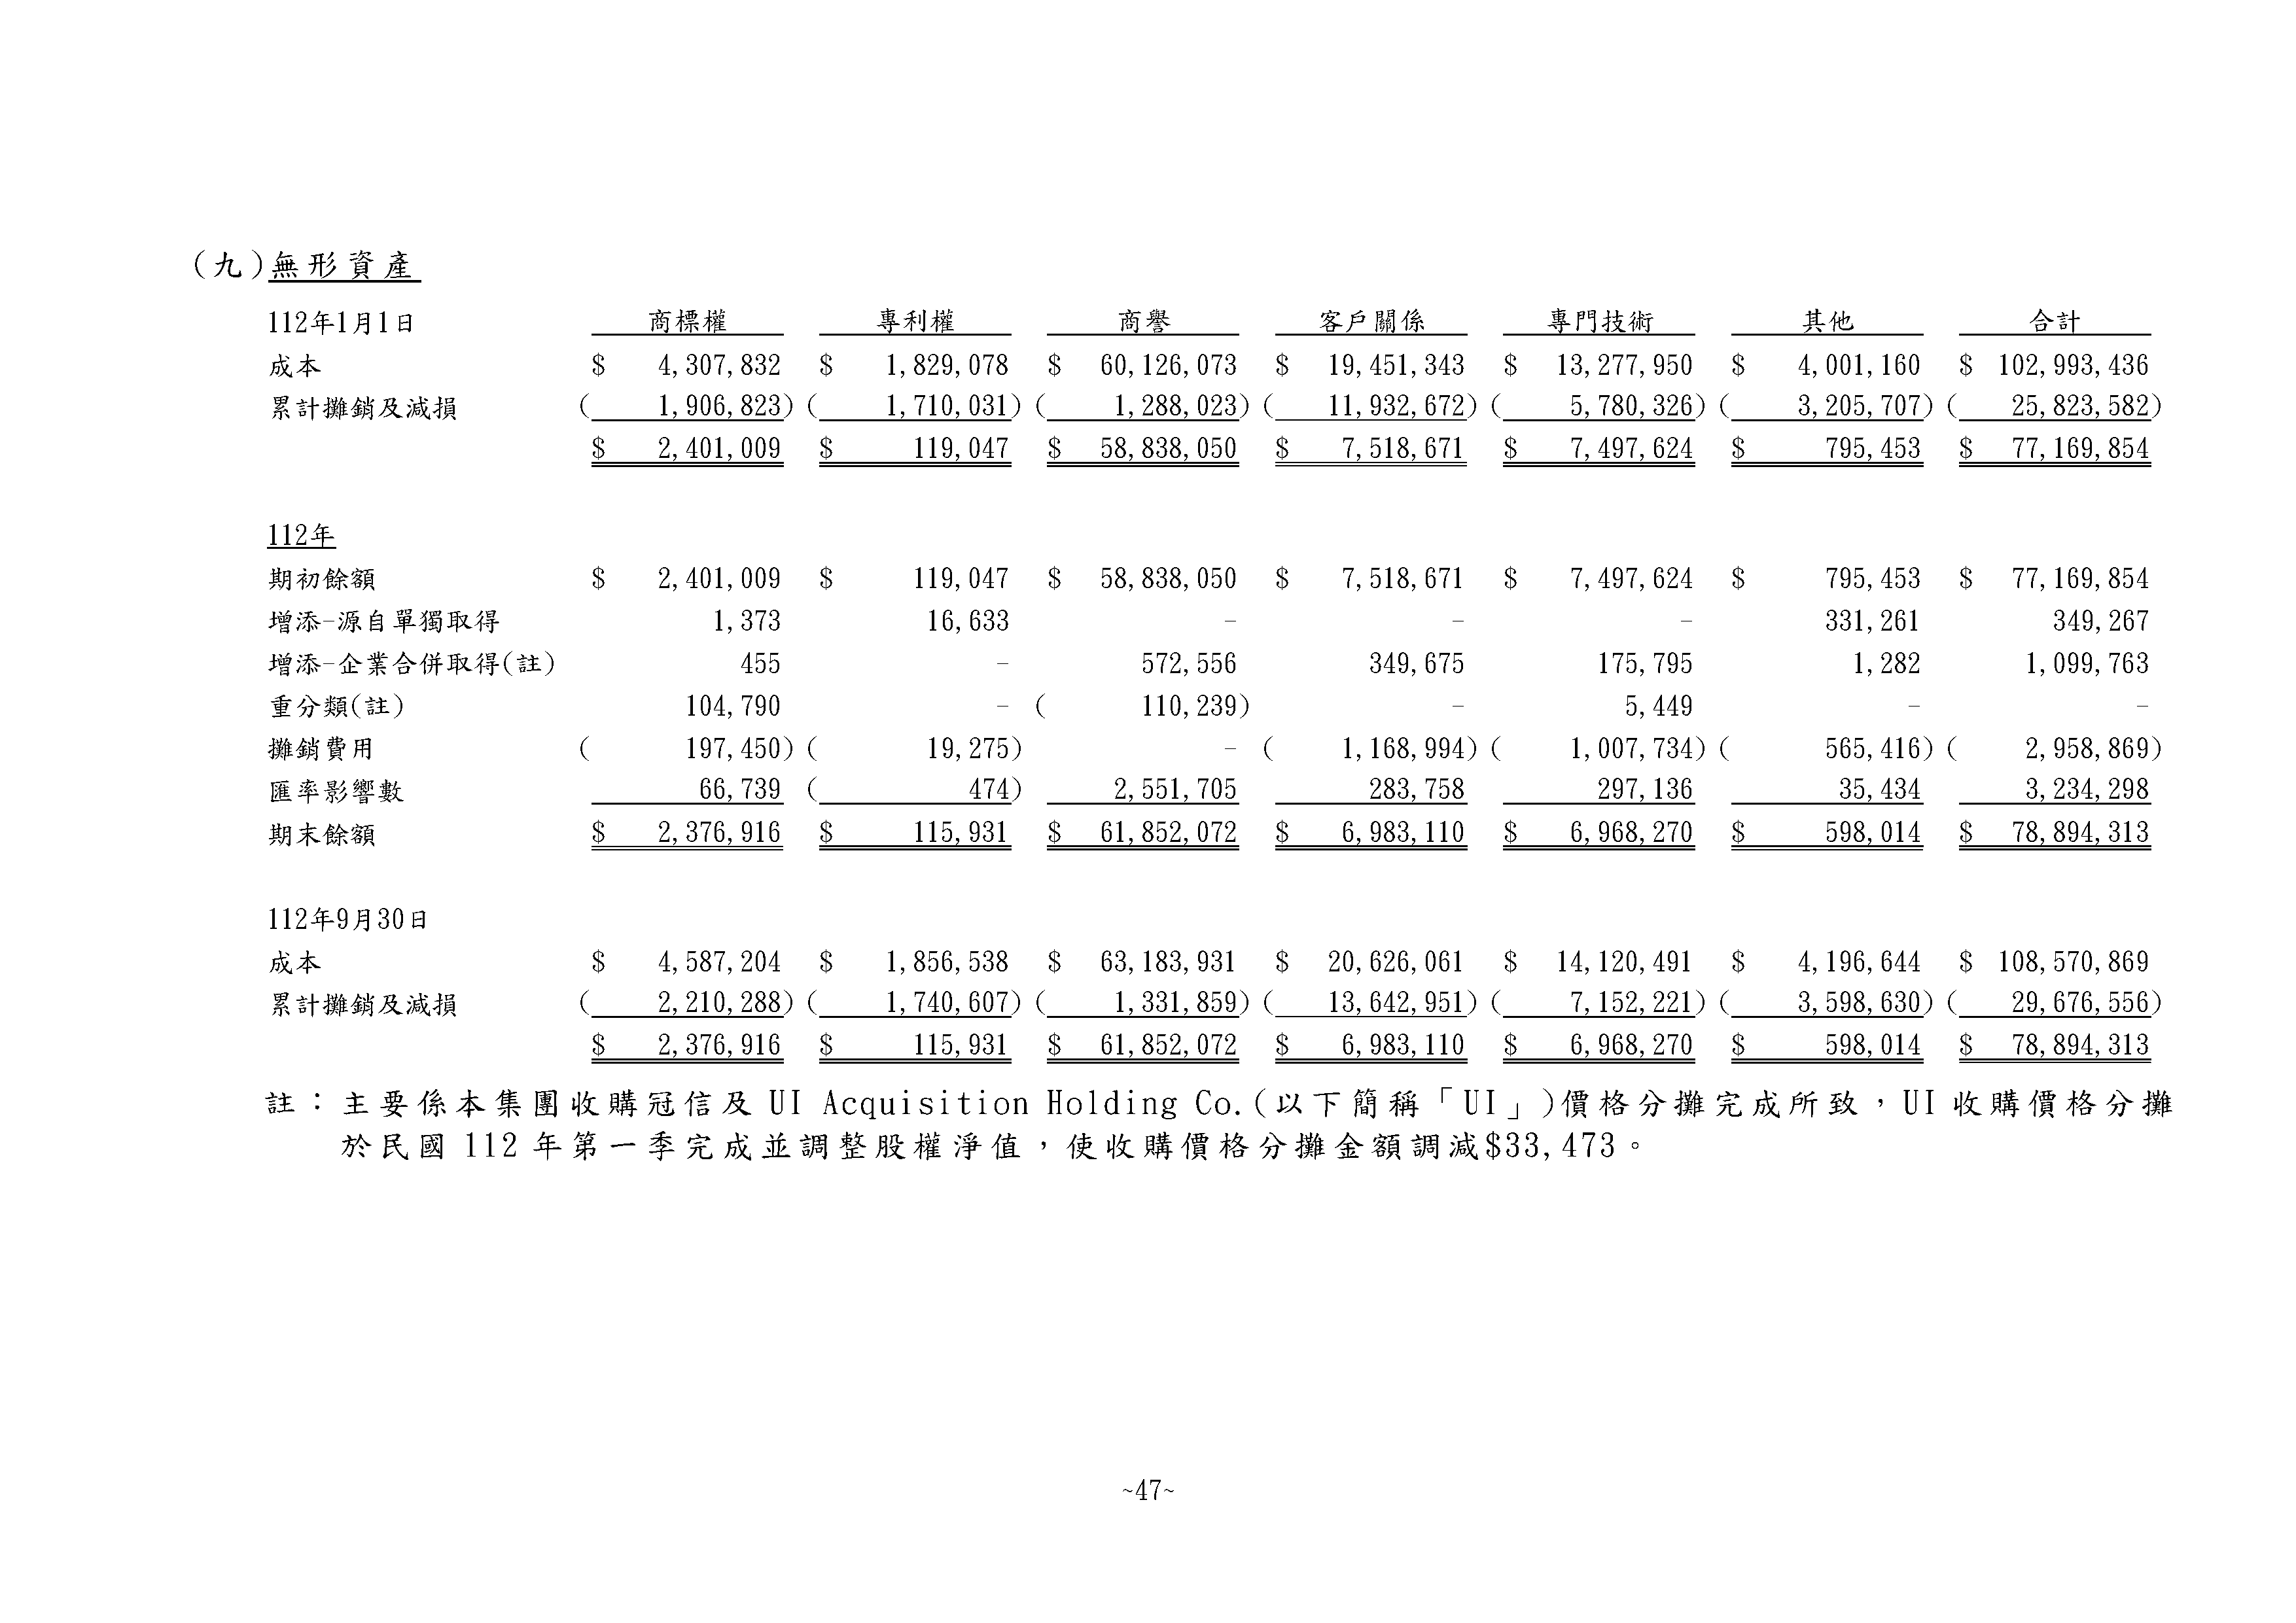 (九)無形資產
112年1月1日 商標權 專利權 商譽 客戶關係 專門技術 其他 合計
成本 $ 4,307,832 $ 1,829,078 $ 60,126,073 $ 19,451,343 $ 13,277,950 $ 4,001,160 $ 102,993,436
累計攤銷及減損 ( 1,906,823) ( 1,710,031) ( 1,288,023) ( 11,932,672) ( 5,780,326) ( 3,205,707) ( 25,823,582)
$ 2,401,009 $ 119,047 $ 58,838,050 $ 7,518,671 $ 7,497,624 $ 795,453 $ 77,169,854
112年
期初餘額 $ 2,401,009 $ 119,047 $ 58,838,050 $ 7,518,671 $ 7,497,624 $ 795,453 $ 77,169,854
增添-源自單獨取得 1,373 16,633 - - - 331,261 349,267
增添-企業合併取得(註) 455 - 572,556 349,675 175,795 1,282 1,099,763
重分類(註) 104,790 - ( 110,239) - 5,449 - -
攤銷費用 ( 197,450) ( 19,275) - ( 1,168,994) ( 1,007,734) ( 565,416) ( 2,958,869)
匯率影響數 66,739 ( 474) 2,551,705 283,758 297,136 35,434 3,234,298
期末餘額 $ 2,376,916 $ 115,931 $ 61,852,072 $ 6,983,110 $ 6,968,270 $ 598,014 $ 78,894,313
112年9月30日
成本 $ 4,587,204 $ 1,856,538 $ 63,183,931 $ 20,626,061 $ 14,120,491 $ 4,196,644 $ 108,570,869
累計攤銷及減損 ( 2,210,288) ( 1,740,607) ( 1,331,859) ( 13,642,951) ( 7,152,221) ( 3,598,630) ( 29,676,556)
$ 2,376,916 $ 115,931 $ 61,852,072 $ 6,983,110 $ 6,968,270 $ 598,014 $ 78,894,313
註：主要係本集團收購冠信及 UI Acquisition Holding Co.(以下簡稱「UI」)價格分攤完成所致，UI 收購價格分攤
於民國 112 年第一季完成並調整股權淨值，使收購價格分攤金額調減$33,473。
~47~